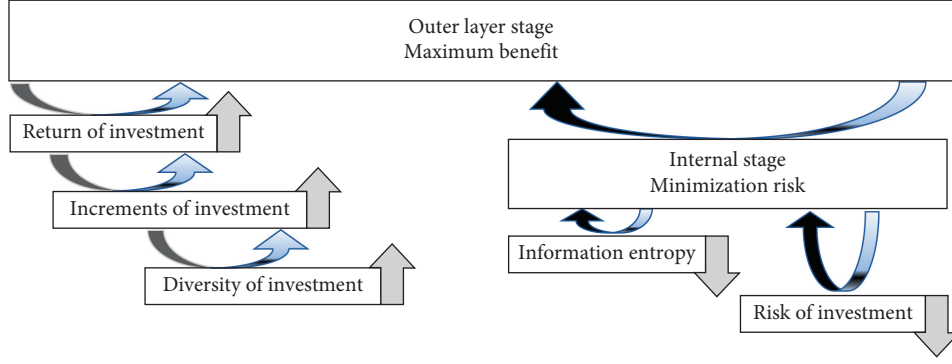 Outer layer stage
Maximum benefit
Return of investment
Increments of investment
Diversity of investment
Internal stage
Minimization risk
Information entropy
Risk of investment